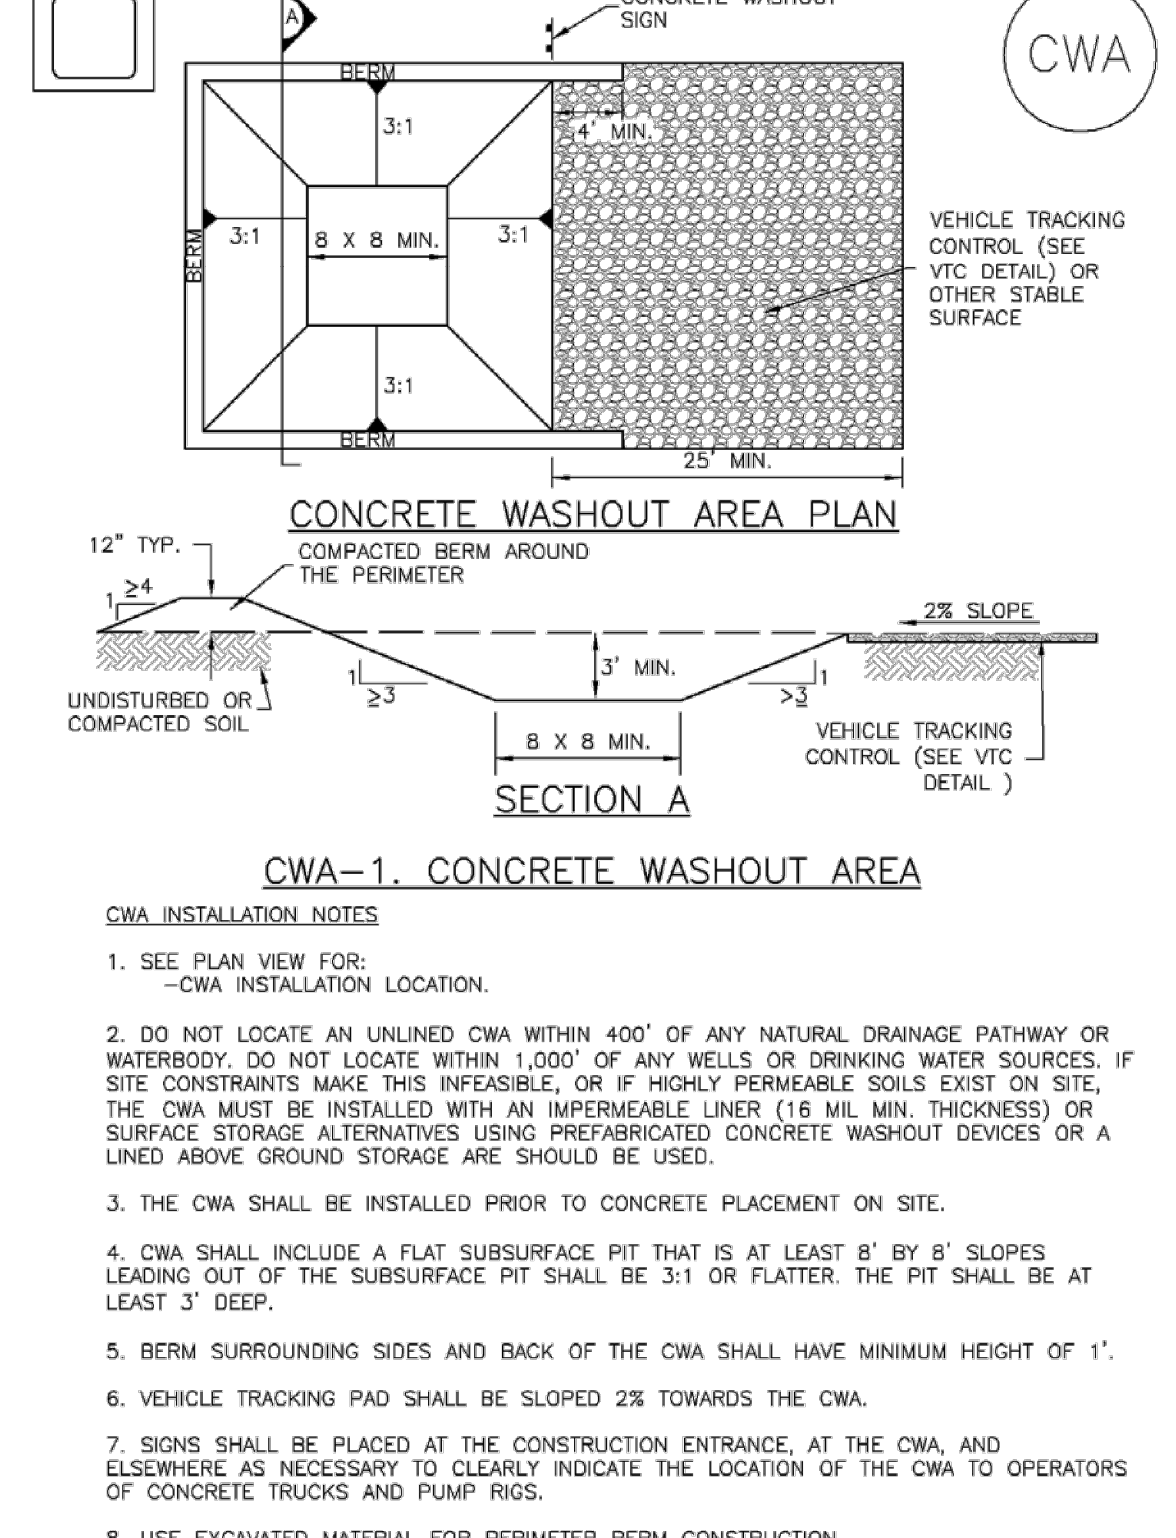 CONCRETE WASHOUT
SIGN
A
CWA
BERM
3:1
4' MIN.
3:1
8 X 8 MIN.
3:1
BERM
VEHICLE TRACKING
CONTROL (SEE
VTC DETAIL) OR
OTHER STABLE
SURFACE
3:1
BERM
25' MIN.
CONCRETE WASHOUT AREA PLAN
12" TYP.
COMPACTED BERM AROUND
THE PERIMETER
1 ≥4
2% SLOPE
3' MIN.
1
≥3
1
>3
UNDISTURBED OR
COMPACTED SOIL
8 X 8 MIN.
VEHICLE TRACKING
CONTROL (SEE VTC
DETAIL )
SECTION A
CWA-1. CONCRETE WASHOUT AREA
CWA INSTALLATION NOTES
1. SEE PLAN VIEW FOR:
-CWA INSTALLATION LOCATION.
2. DO NOT LOCATE AN UNLINED CWA WITHIN 400' OF ANY NATURAL DRAINAGE PATHWAY OR
WATERBODY. DO NOT LOCATE WITHIN 1,000' OF ANY WELLS OR DRINKING WATER SOURCES. IF
SITE CONSTRAINTS MAKE THIS INFEASIBLE, OR IF HIGHLY PERMEABLE SOILS EXIST ON SITE,
THE CWA MUST BE INSTALLED WITH AN IMPERMEABLE LINER (16 MIL MIN. THICKNESS) OR
SURFACE STORAGE ALTERNATIVES USING PREFABRICATED CONCRETE WASHOUT DEVICES OR A
LINED ABOVE GROUND STORAGE ARE SHOULD BE USED.
3. THE CWA SHALL BE INSTALLED PRIOR TO CONCRETE PLACEMENT ON SITE.
4. CWA SHALL INCLUDE A FLAT SUBSURFACE PIT THAT IS AT LEAST 8' BY 8' SLOPES
LEADING OUT OF THE SUBSURFACE PIT SHALL BE 3:1 OR FLATTER. THE PIT SHALL BE AT
LEAST 3' DEEP.
5. BERM SURROUNDING SIDES AND BACK OF THE CWA SHALL HAVE MINIMUM HEIGHT OF 1'.
6. VEHICLE TRACKING PAD SHALL BE SLOPED 2% TOWARDS THE CWA.
7. SIGNS SHALL BE PLACED AT THE CONSTRUCTION ENTRANCE, AT THE CWA, AND
ELSEWHERE AS NECESSARY TO CLEARLY INDICATE THE LOCATION OF THE CWA TO OPERATORS
OF CONCRETE TRUCKS AND PUMP RIGS.
8. USE EXCAVATED MATERIAL FOR PERIMETER BERM CONSTRUCTION.